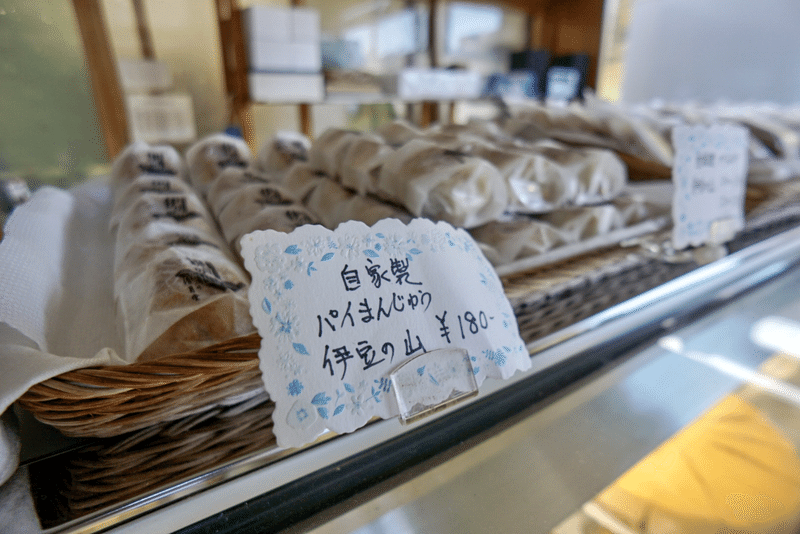 自家製
パイまんじゅう
伊豆の山 ¥180-